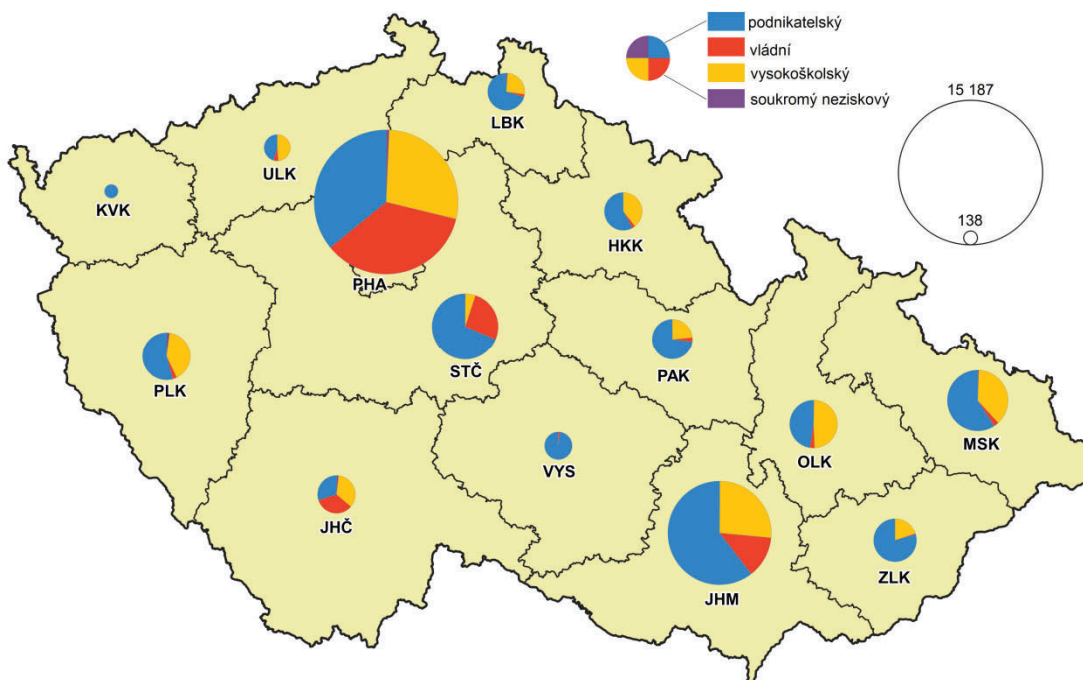 podnikatelský
vládní
vysokoškolský
soukromý neziskový
15 187
138
LBK
ULK
KVK
HKK
PHA
STČ
PAK
PLK
MSK
OLK
VYS
JHČ
ZLK
JHM